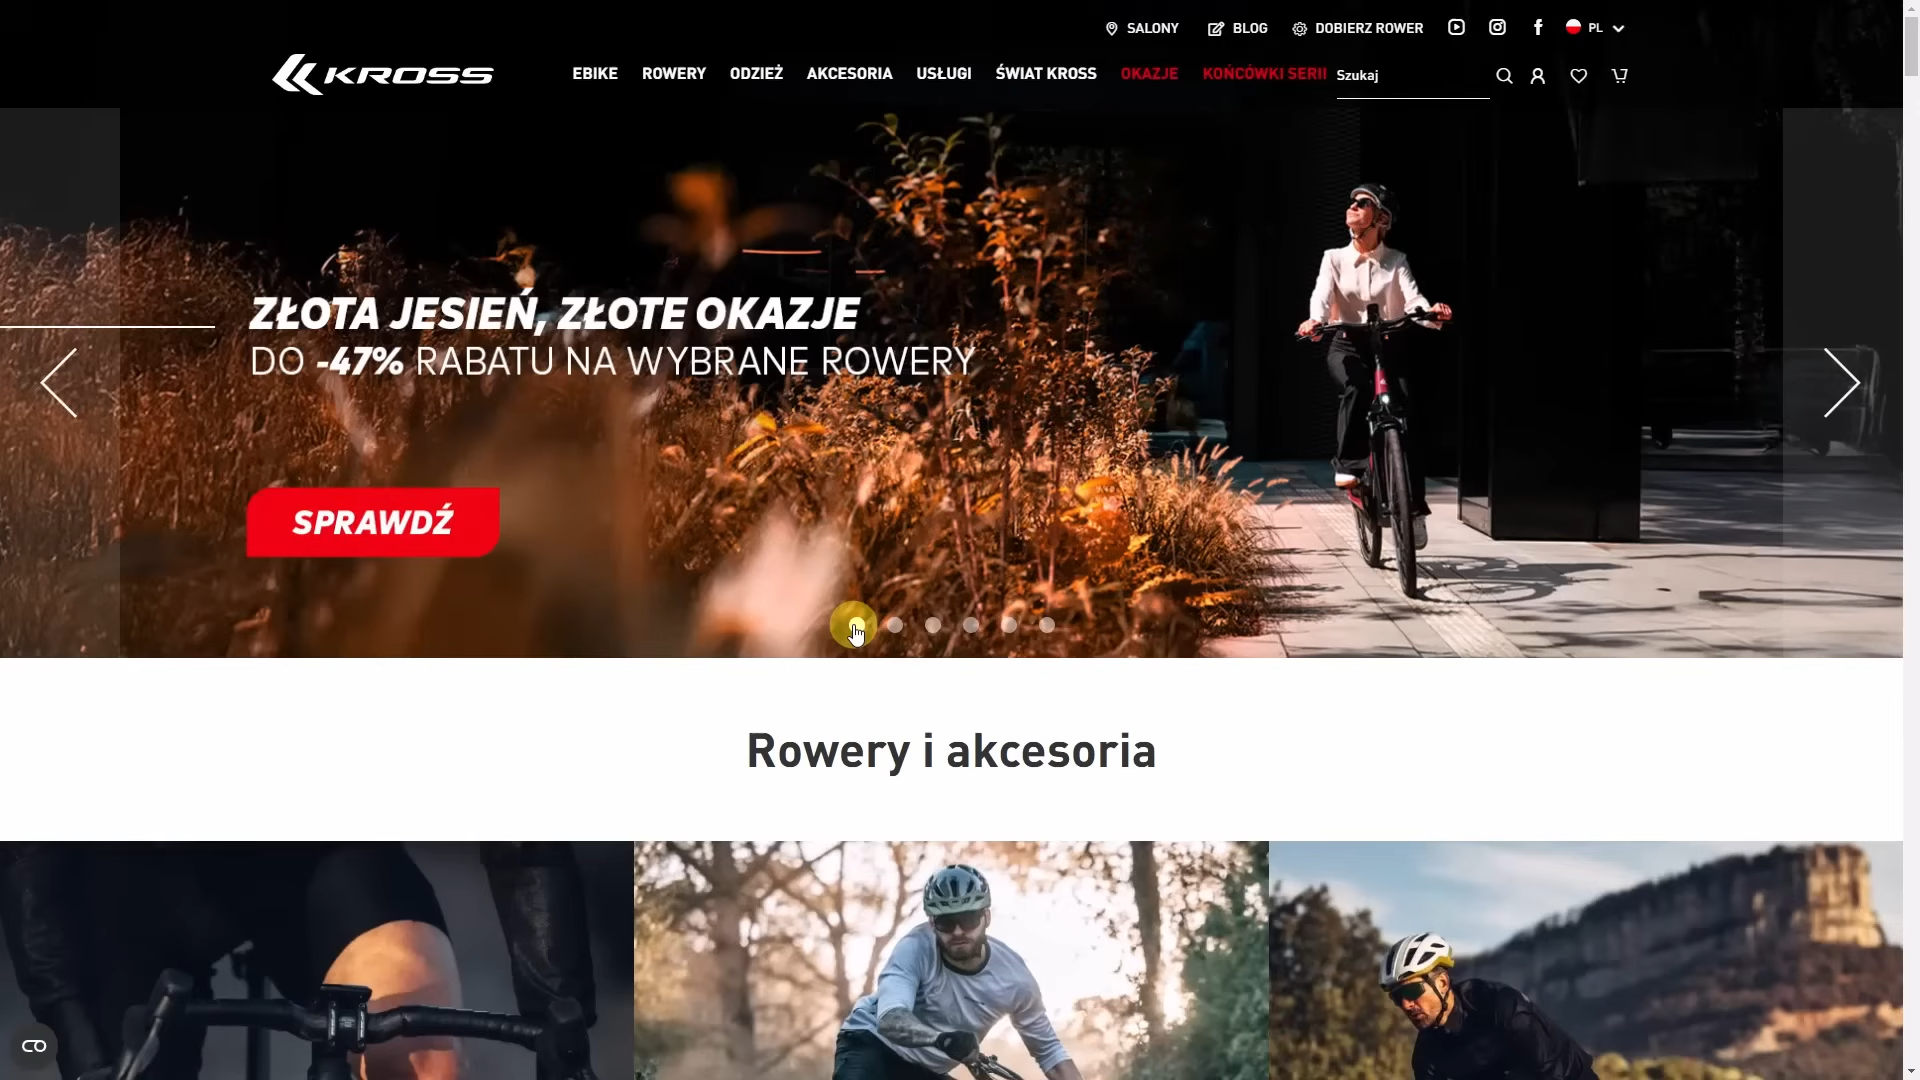 SALONY BLOG DOBIERZ ROWER PL
KROSS EBIKE ROWERY ODZIEŻ AKCESORIA USŁUGI ŚWIAT KROSS OKAZJE KOŃCÓWKI SERII Szukaj
ZŁOTA JESIEŃ, ZŁOTE OKAZJE
DO -47% RABATU NA WYBRANE ROWERY
SPRAWDŹ
Rowery i akcesoria